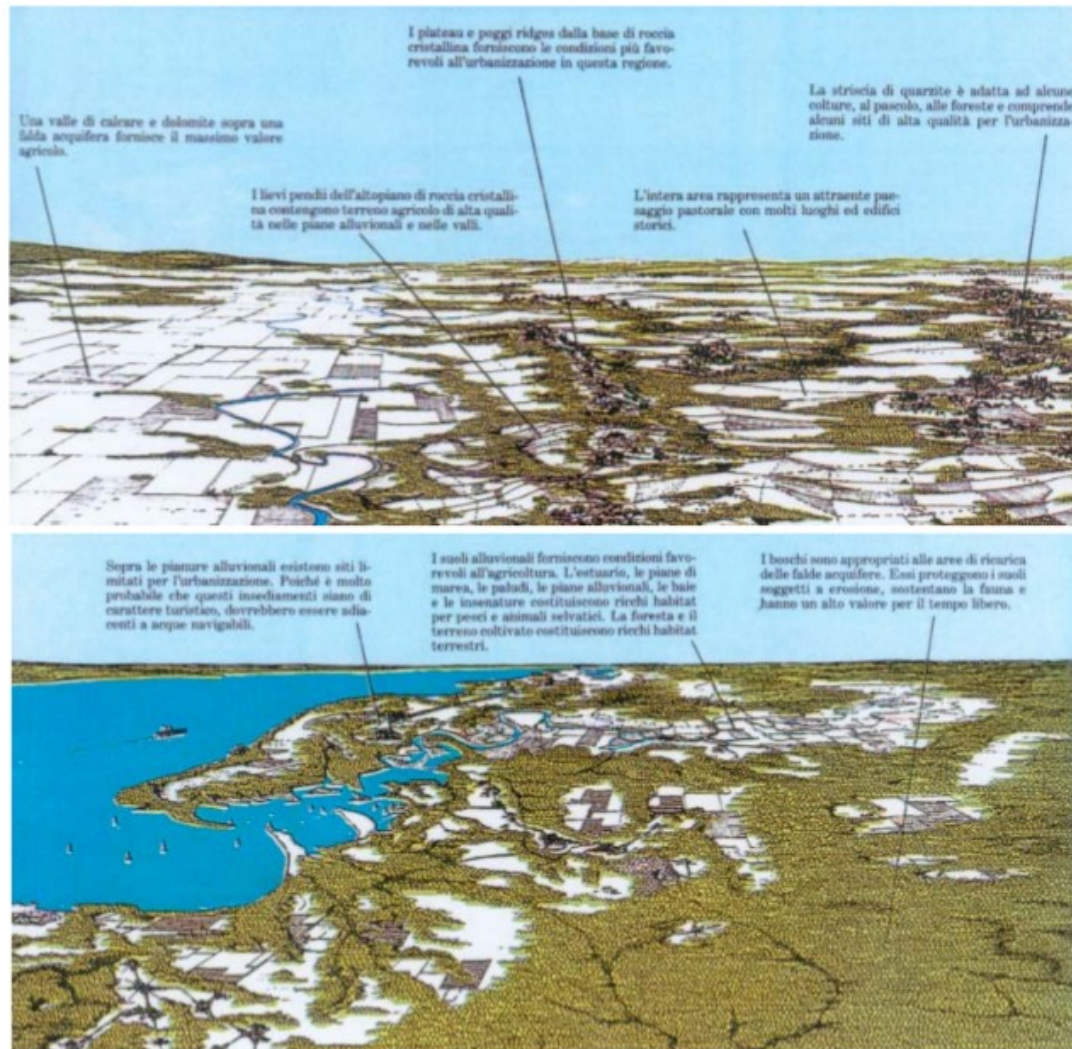 I plateau e poggi ridges dalla base di roccia
cristallina forniscono le condizioni più favo-
revoli all'urbanizzazione in questa regione.
La striscia di quarzite è adatta ad alcune
colture, al pascolo, alle foreste e comprende
alcuni siti di alta qualità per l'urbanizza-
zione.
Una valle di calcare e dolomite sopra una
falda acquifera fornisce il massimo valore
agricolo.
I lievi pendii dell'altopiano di roccia cristalli-
na contengono terreno agricolo di alta quali-
tà nelle piane alluvionali e nelle valli.
L'intera area rappresenta un attraente pae-
saggio pastorale con molti luoghi ed edifici
storici.
Sopra le pianure alluvionali esistono siti li-
mitati per l'urbanizzazione. Poiché è molto
probabile che questi insediamenti siano di
carattere turistico, dovrebbero essere adia-
centi a acque navigabili.
I suoli alluvionali forniscono condizioni favo-
revoli all'agricoltura. L'estuario, le piane di
marea, le paludi, le piane alluvionali, le baie
e le insenature costituiscono ricchi habitat
per pesci e animali selvatici. La foresta e il
terreno coltivato costituiscono ricchi habitat
terrestri.
I boschi sono appropriati alle aree di ricarica
delle falde acquifere. Essi proteggono i suoli
soggetti a erosione, sostentano la fauna e
hanno un alto valore per il tempo libero.